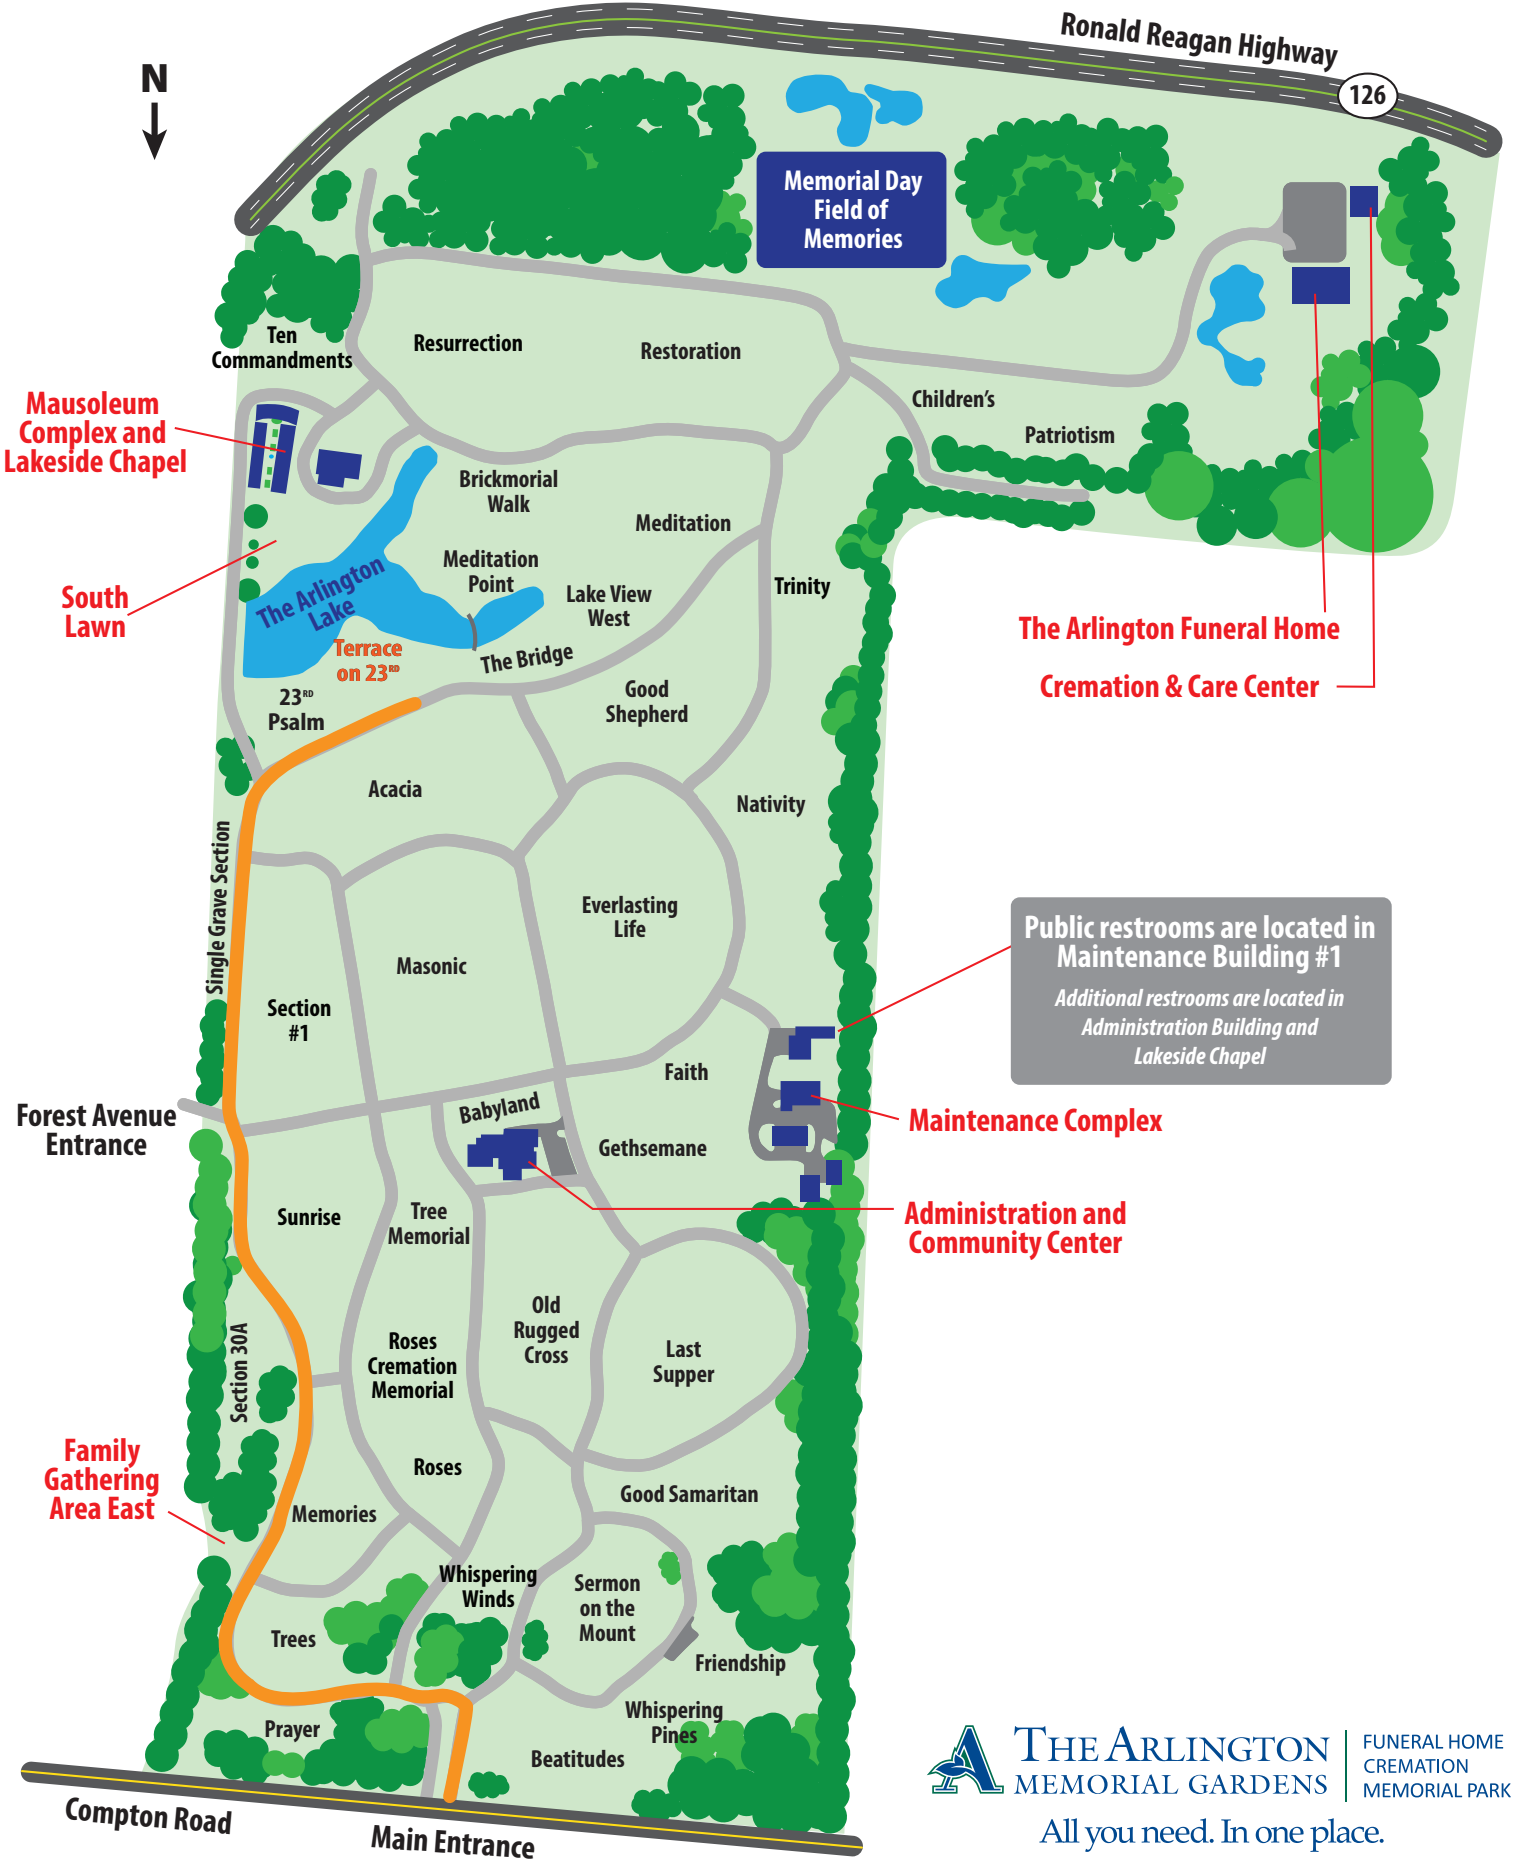 Ronald Reagan Highway
126
N
Memorial Day
Field of
Memories
Ten
Commandments
Resurrection
Restoration
Children's
Patriotism
Mausoleum
Complex and
Lakeside Chapel
Brickmorial
Walk
Meditation
Meditation
Point
Lake View
West
Trinity
South
Lawn
The Arlington
Lake
Terrace
on 23RD
The Bridge
23RD
Psalm
Good
Shepherd
The Arlington Funeral Home
Cremation & Care Center
Acacia
Nativity
Single Grave Section
Everlasting
Life
Masonic
Section
#1
Public restrooms are located in
Maintenance Building #1
Additional restrooms are located in
Administration Building and
Lakeside Chapel
Faith
Babyland
Forest Avenue
Entrance
Maintenance Complex
Gethsemane
Sunrise
Tree
Memorial
Administration and
Community Center
Old
Rugged
Cross
Roses
Cremation
Memorial
Last
Supper
Section 30A
Family
Gathering
Area East
Roses
Memories
Good Samaritan
Whispering
Winds
Sermon
on the
Mount
Trees
Friendship
Whispering
Pines
Prayer
Beatitudes
Compton Road
Main Entrance
A
THE ARLINGTON
MEMORIAL GARDENS
FUNERAL HOME
CREMATION
MEMORIAL PARK
All you need. In one place.